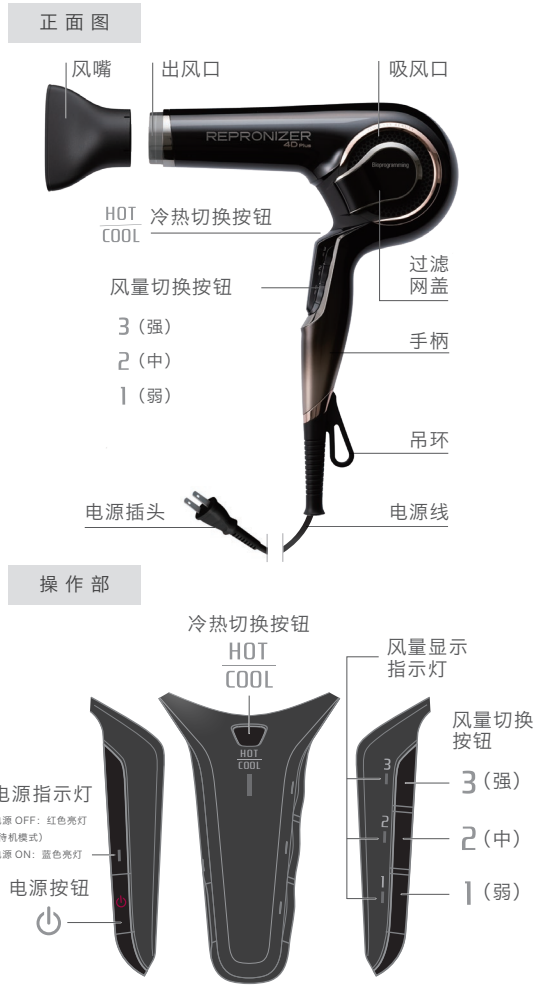 正面图
风嘴
出风口
吸风口
REPRONIZER
4D Plus
Bioprogramming
HOT
COOL
冷热切换按钮
过滤
网盖
风量切换按钮
3（强）
2（中）
1（弱）
手柄
吊环
电源插头
电源线
操作部
冷热切换按钮
HOT
COOL
风量显示
指示灯
风量切换
按钮
HOT
COOL
3
3（强）
2
2（中）
1
1（弱）
电源指示灯
电源 OFF：红色亮灯
待机模式）
电源 ON：蓝色亮灯
电源按钮